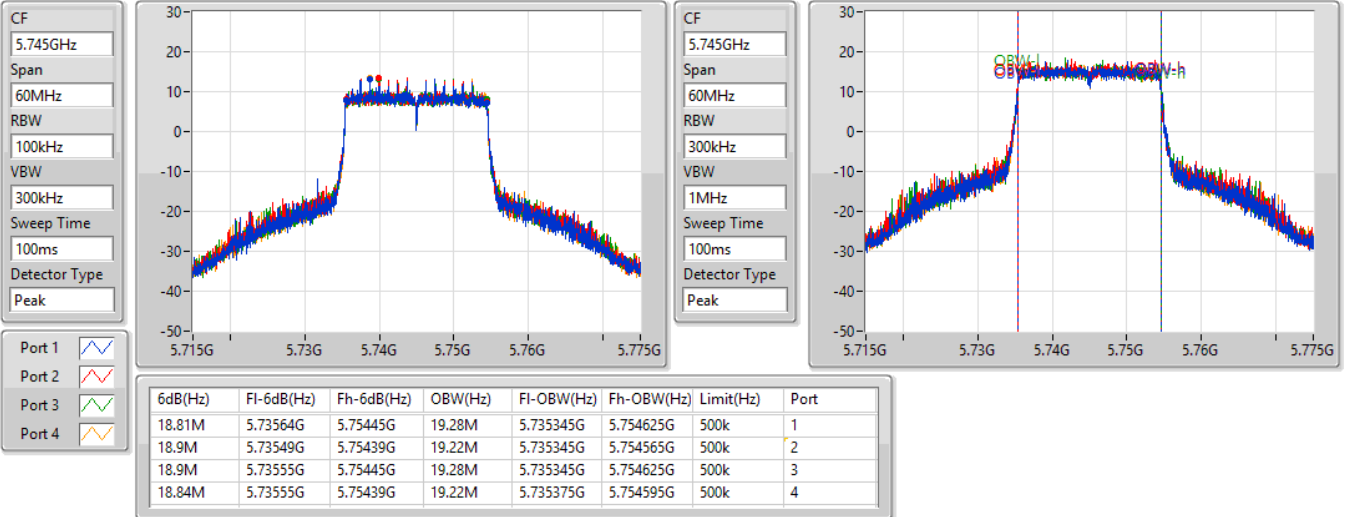 CF
5.745GHz
Span
60MHz
RBW
100kHz
VBW
300kHz
Sweep Time
100ms
Detector Type
Peak
30
20
10
0
-10
-20
-30
-40
-50
5.715G 5.73G 5.74G 5.75G 5.76G 5.775G
CF
5.745GHz
Span
60MHz
RBW
300kHz
VBW
1MHz
Sweep Time
100ms
Detector Type
Peak
30
20
10
0
-10
-20
-30
-40
-50
OBW-l
OBW-h
5.715G 5.73G 5.74G 5.75G 5.76G 5.775G
Port 1
Port 2
Port 3
Port 4
6dB(Hz) Fl-6dB(Hz) Fh-6dB(Hz) OBW(Hz) Fl-OBW(Hz) Fh-OBW(Hz) Limit(Hz) Port
18.81M 5.73564G 5.75445G 19.28M 5.735345G 5.754625G 500k 1
18.9M 5.73549G 5.75439G 19.22M 5.735345G 5.754565G 500k 2
18.9M 5.73555G 5.75445G 19.28M 5.735345G 5.754625G 500k 3
18.84M 5.73555G 5.75439G 19.22M 5.735375G 5.754595G 500k 4